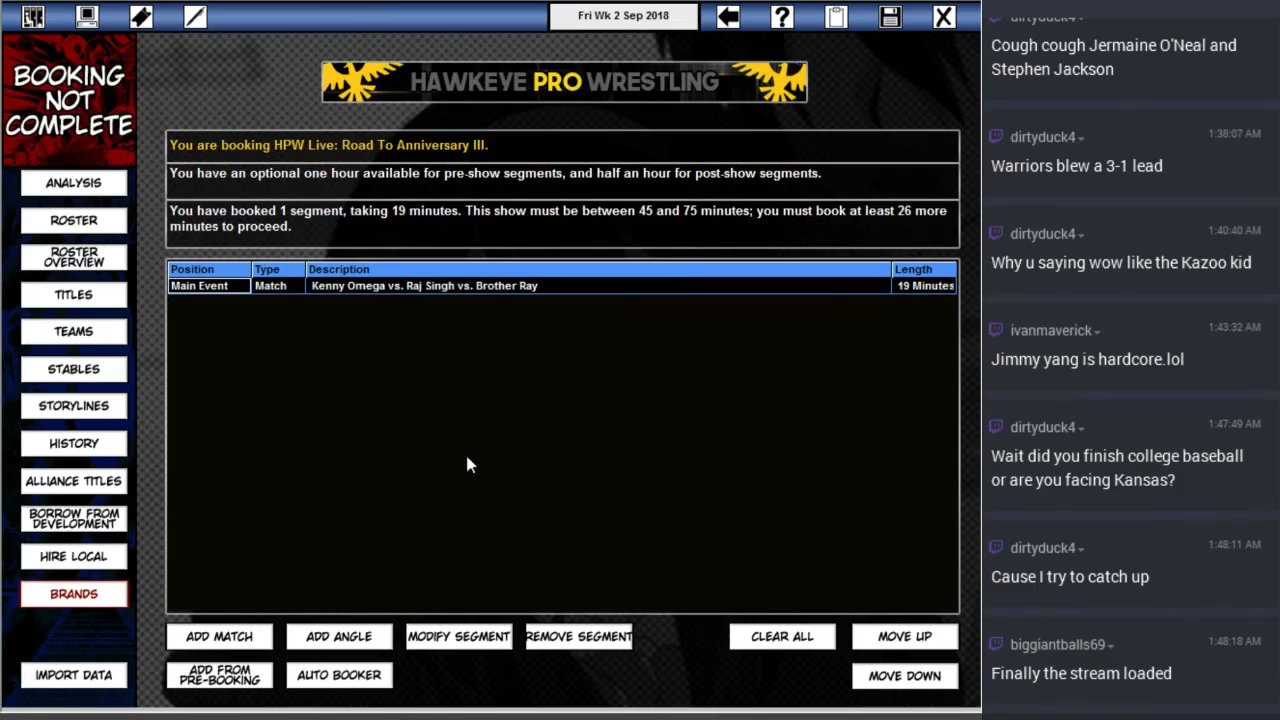 Fri Wk 2 Sep 2018
BOOKING
NOT
COMPLETE
HAWKEYE PRO WRESTLING
You are booking HPW Live: Road To Anniversary III.
You have an optional one hour available for pre-show segments, and half an hour for post-show segments.
You have booked 1 segment, taking 19 minutes. This show must be between 45 and 75 minutes; you must book at least 26 more
minutes to proceed.
Position Type Description Length
Main Event Match Kenny Omega vs. Raj Singh vs. Brother Ray 19 Minutes
ANALYSIS
ROSTER
ROSTER
OVERVIEW
TITLES
TEAMS
STABLES
STORYLINES
HISTORY
ALLIANCE TITLES
BORROW FROM
DEVELOPMENT
HIRE LOCAL
BRANDS
IMPORT DATA
ADD MATCH ADD ANGLE MODIFY SEGMENT REMOVE SEGMENT CLEAR ALL MOVE UP
ADD FROM
PRE-BOOKING
AUTO BOOKER MOVE DOWN
dirtyduck4
Cough cough Jermaine O'Neal and
Stephen Jackson
dirtyduck4 1:38:07 AM
Warriors blew a 3-1 lead
dirtyduck4 1:40:40 AM
Why u saying wow like the Kazoo kid
ivanmaverick 1:43:32 AM
Jimmy yang is hardcore.lol
dirtyduck4 1:47:49 AM
Wait did you finish college baseball
or are you facing Kansas?
dirtyduck4 1:48:11 AM
Cause I try to catch up
biggiantballs69 1:48:18 AM
Finally the stream loaded